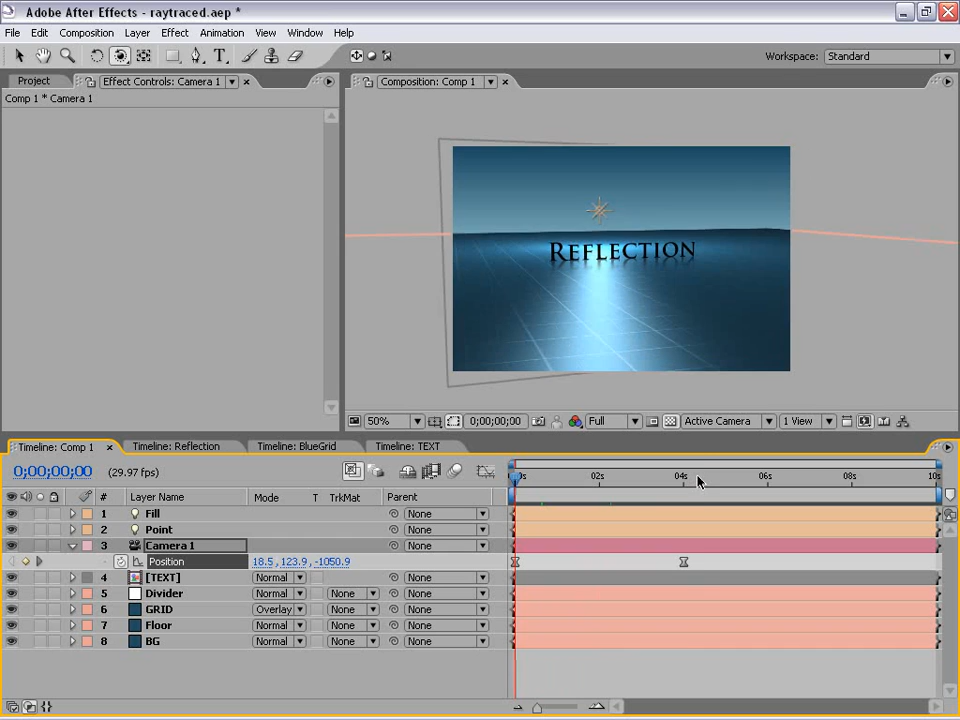 Adobe After Effects - raytraced.aep *
File Edit Composition Layer Effect Animation View Window Help
Workspace: Standard
Project Effect Controls: Camera 1 Composition: Comp 1
Comp 1 * Camera 1
REFLECTION
50% 0;00;00;00 Full Active Camera 1 View
Timeline: Comp 1 Timeline: Reflection Timeline: BlueGrid Timeline: TEXT
0;00;00;00 (29.97 fps) 02s 04s 06s 08s 10s
# Layer Name Mode T TrkMat Parent
1 Fill None
2 Point None
3 Camera 1 None
Position 18.5, 123.9, -1050.9
4 [TEXT] Normal None
5 Divider Normal None None
6 GRID Overlay None None
7 Floor Normal None None
8 BG Normal None None